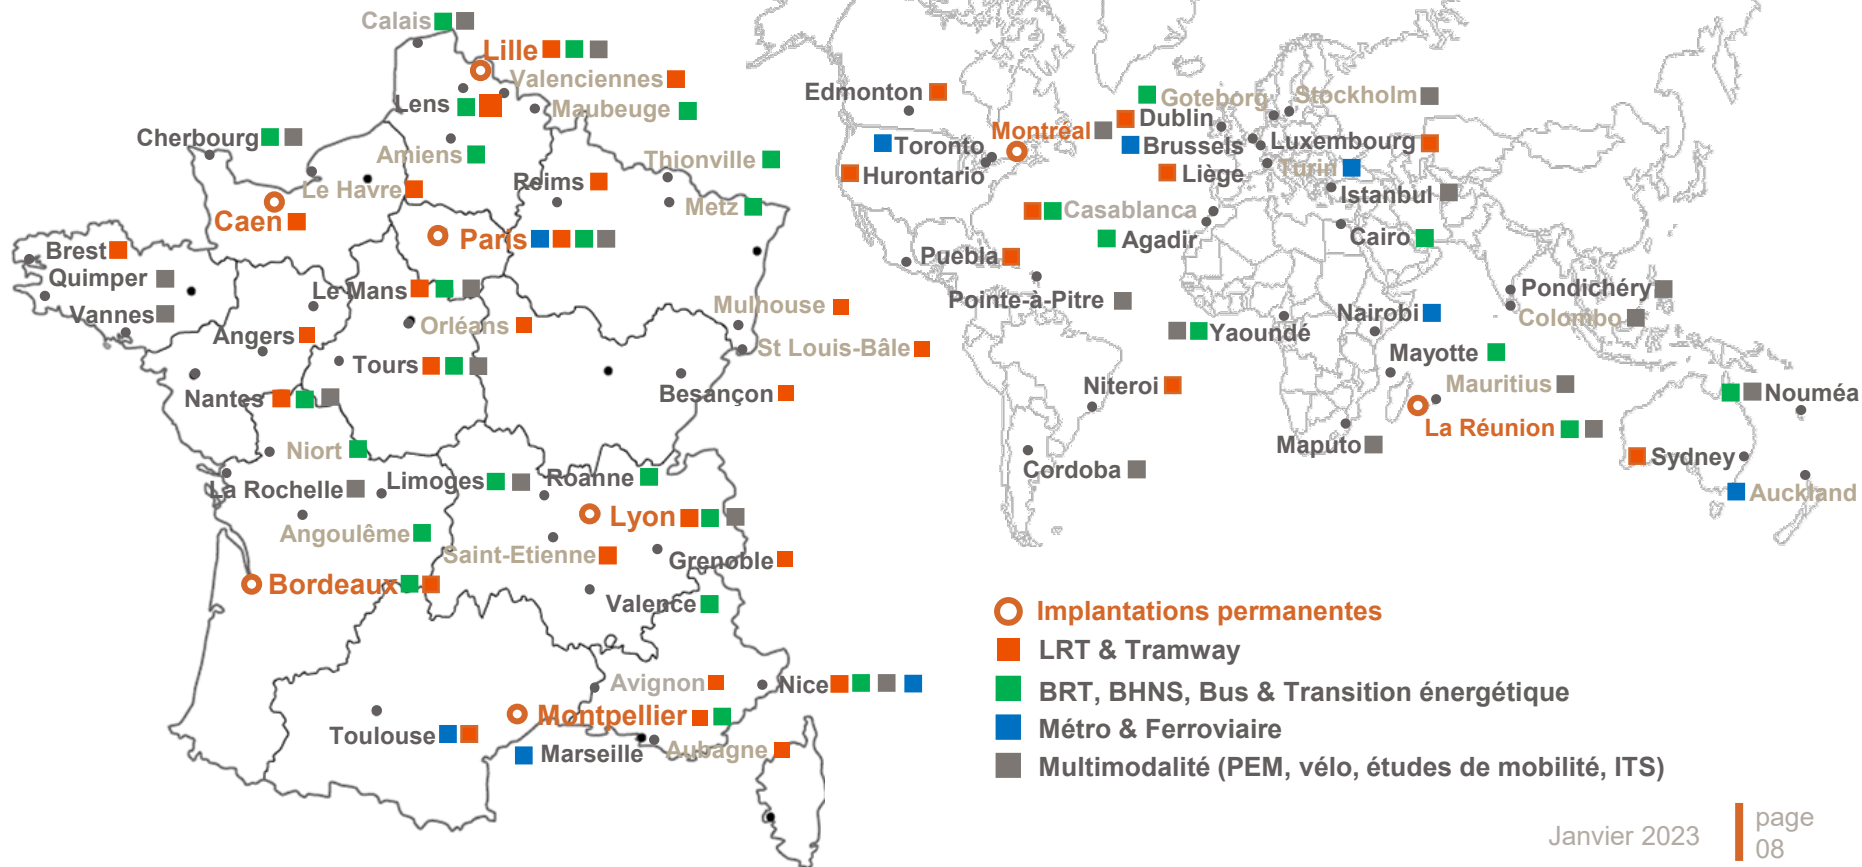 Calais
Lille
Valenciennes
Lens
Maubeuge
Cherbourg
Amiens
Thionville
Le Havre
Reims
Metz
Caen
Paris
Brest
Quimper
Le Mans
Vannes
Mulhouse
Angers
Orléans
St Louis-Bâle
Tours
Nantes
Besançon
Niort
La Rochelle
Limoges
Roanne
Angoulême
Lyon
Saint-Etienne
Grenoble
Bordeaux
Valence
Avignon
Nice
Montpellier
Toulouse
Marseille
Aubagne
Edmonton
Goteborg
Stockholm
Montréal
Dublin
Toronto
Brussels
Luxembourg
Hurontario
Liège
Turin
Istanbul
Casablanca
Agadir
Cairo
Puebla
Pointe-à-Pitre
Pondichéry
Nairobi
Colombo
Yaoundé
Mayotte
Niteroi
Mauritius
Nouméa
La Réunion
Maputo
Cordoba
Sydney
Auckland
Implantations permanentes
LRT & Tramway
BRT, BHNS, Bus & Transition énergétique
Métro & Ferroviaire
Multimodalité (PEM, vélo, études de mobilité, ITS)
Janvier 2023
page
08